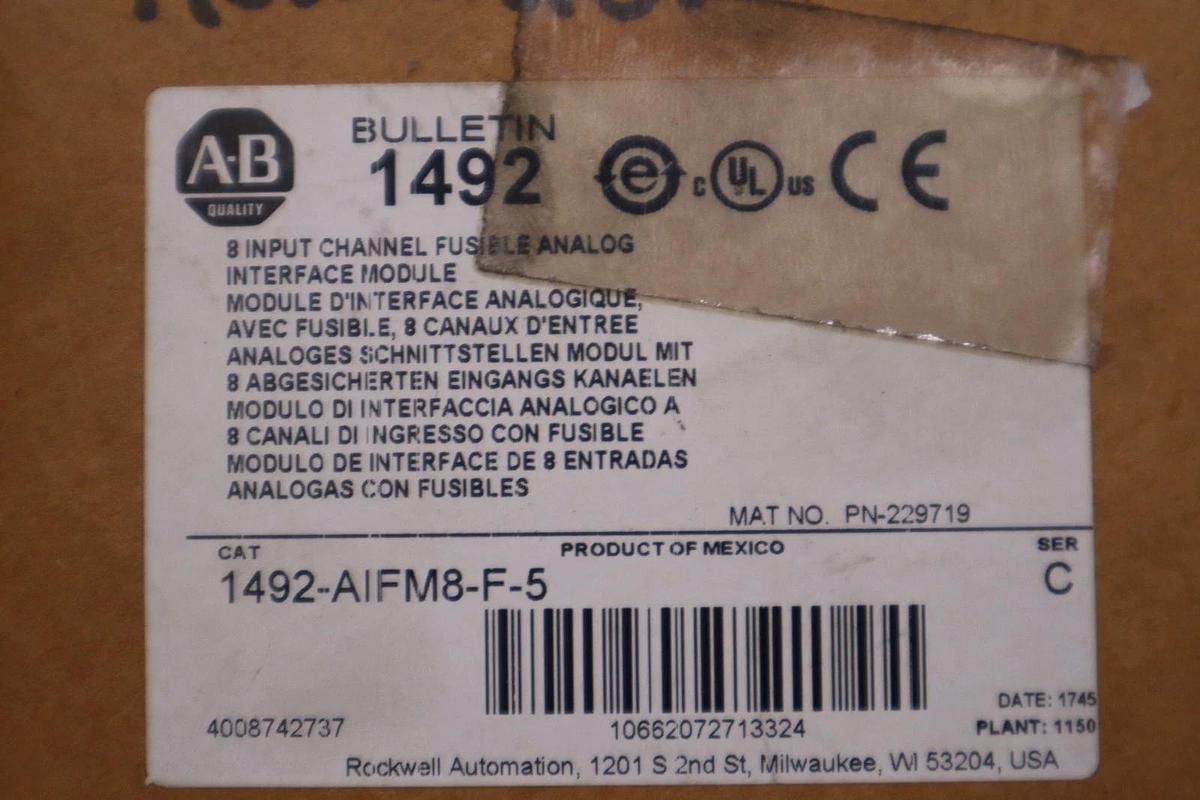 A-B
QUALITY
BULLETIN
1492
e
C UL US CE
8 INPUT CHANNEL FUSIBLE ANALOG
INTERFACE MODULE
MODULE D'INTERFACE ANALOGIQUE,
AVEC FUSIBLE, 8 CANAUX D'ENTREE
ANALOGES SCHNITTSTELLEN MODUL MIT
8 ABGESICHERTEN EINGANGS KANAELEN
MODULO DI INTERFACCIA ANALOGICO A
8 CANALI DI INGRESSO CON FUSIBLE
MODULO DE INTERFACE DE 8 ENTRADAS
ANALOGAS CON FUSIBLES
MAT NO. PN-229719
CAT
PRODUCT OF MEXICO
SER
1492-AIFM8-F-5
C
DATE: 1745
4008742737
10662072713324
PLANT: 1150
Rockwell Automation, 1201 S 2nd St, Milwaukee, WI 53204, USA